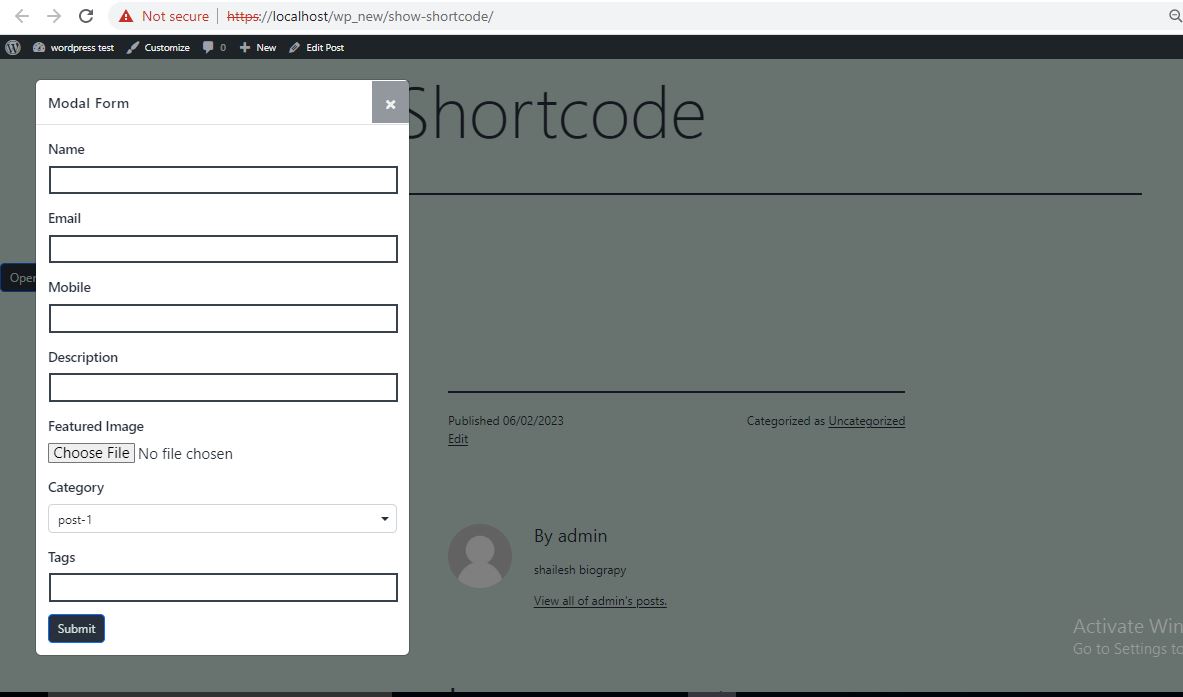 Not secure | https://localhost/wp_new/show-shortcode/
wordpress test Customize 0 New Edit Post
Modal Form ×
Shortcode
Name
Email
Open
Mobile
Description
Published 06/02/2023 Categorized as Uncategorized
Edit
Featured Image
Choose File No file chosen
Category
post-1
By admin
shailesh biograpy
View all of admin's posts.
Tags
Submit
Activate Win
Go to Settings to